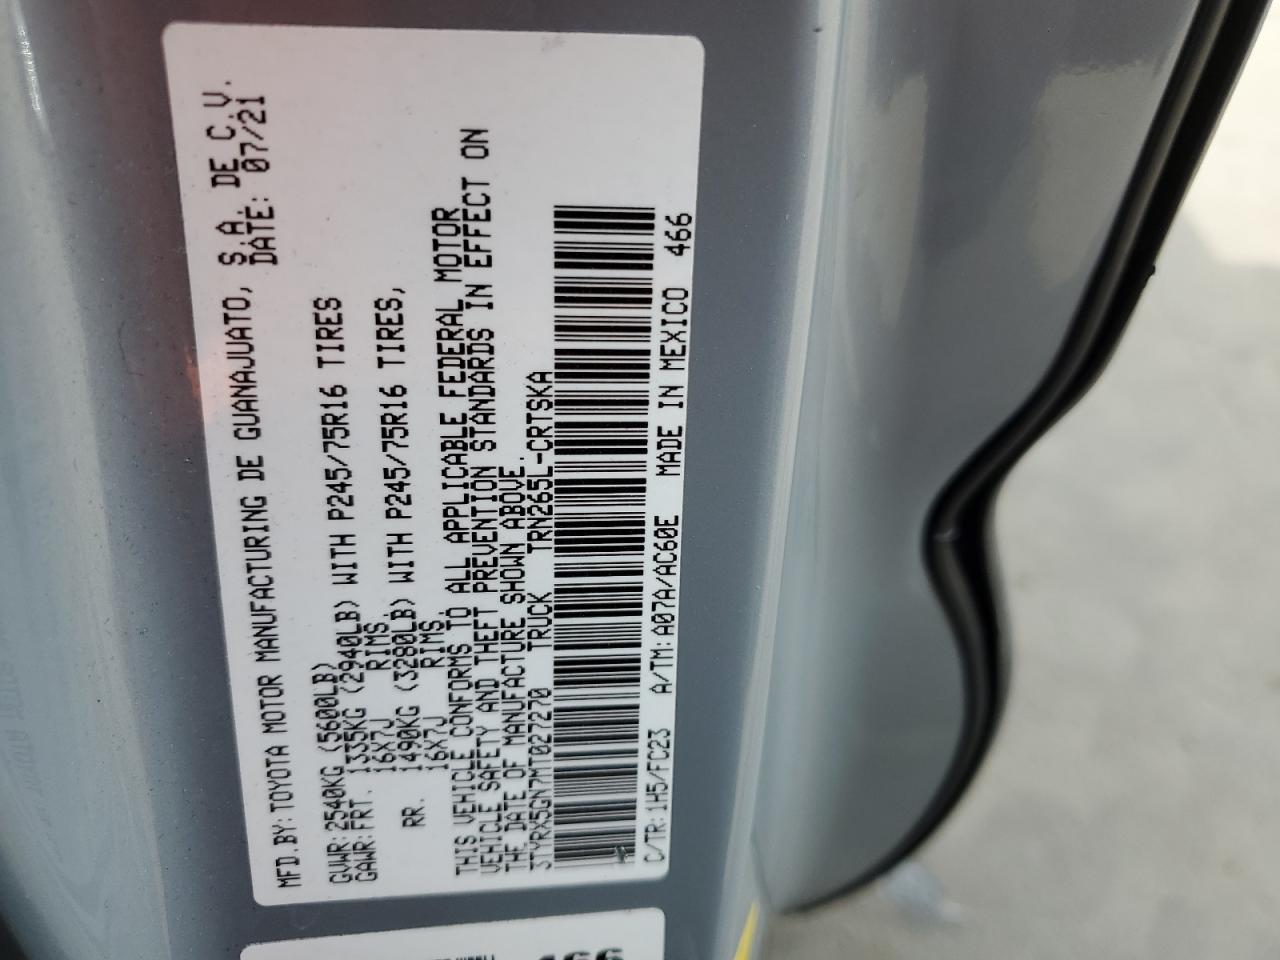 MFD.BY:TOYOTA MOTOR MANUFACTURING DE GUANAJUATO, S.A. DE C.V.
DATE: 07/21
GVWR:2540KG (5600LB)
GAWR:FRT. 1335KG (2940LB) WITH P245/75R16 TIRES
16X7J RIMS,
RR. 1490KG (3280LB) WITH P245/75R16 TIRES,
16X7J RIMS.
THIS VEHICLE CONFORMS TO ALL APPLICABLE FEDERAL MOTOR
VEHICLE SAFETY AND THEFT PREVENTION STANDARDS IN EFFECT ON
THE DATE OF MANUFACTURE SHOWN ABOVE.
3TYRX5GN7MT027270 TRUCK TRN265L-CRTSKA
C/TR:1H5/FC23 A/TM:A07A/AC60E MADE IN MEXICO 466